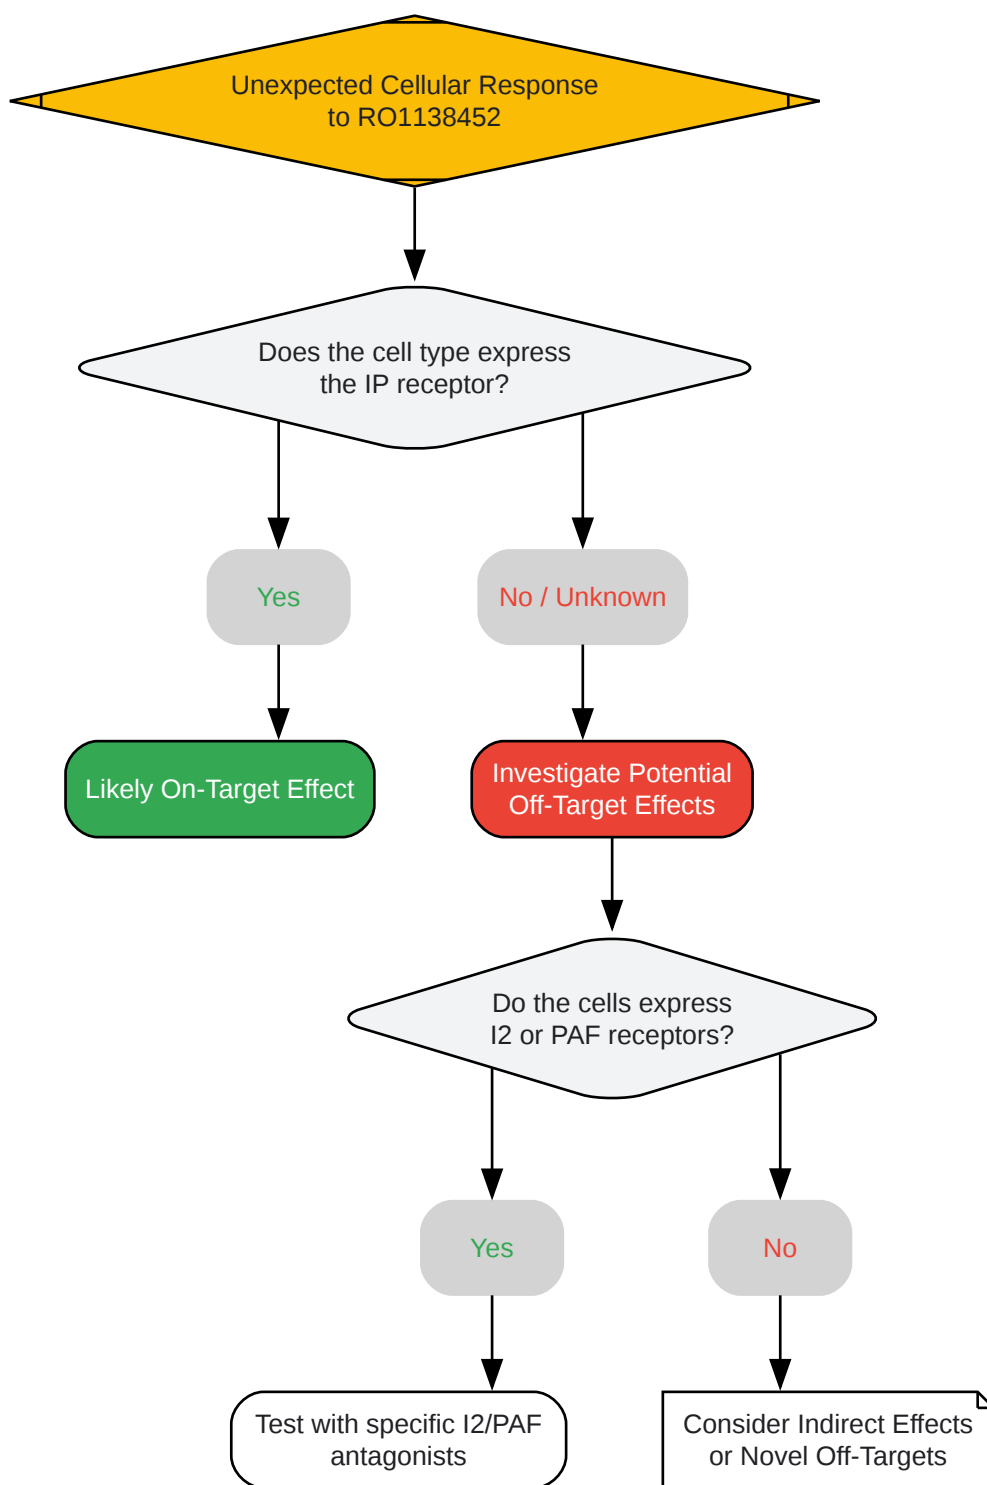 Unexpected Cellular Response
to RO1138452
Does the cell type express
the IP receptor?
Yes
No / Unknown
Likely On-Target Effect
Investigate Potential
Off-Target Effects
Do the cells express
I2 or PAF receptors?
Yes
No
Test with specific I2/PAF
antagonists
Consider Indirect Effects
or Novel Off-Targets